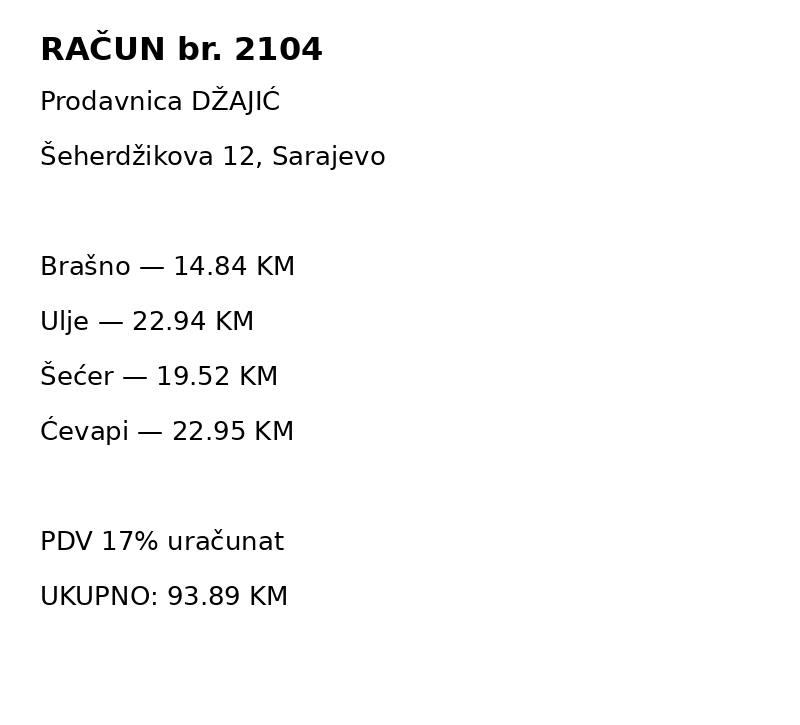 RAČUN br. 2104
Prodavnica DŽAJIĆ
Šeherdžikova 12, Sarajevo
Brašno — 14.84 KM
Ulje — 22.94 KM
Šećer — 19.52 KM
Ćevapi — 22.95 KM
PDV 17% uračunat
UKUPNO: 93.89 KM